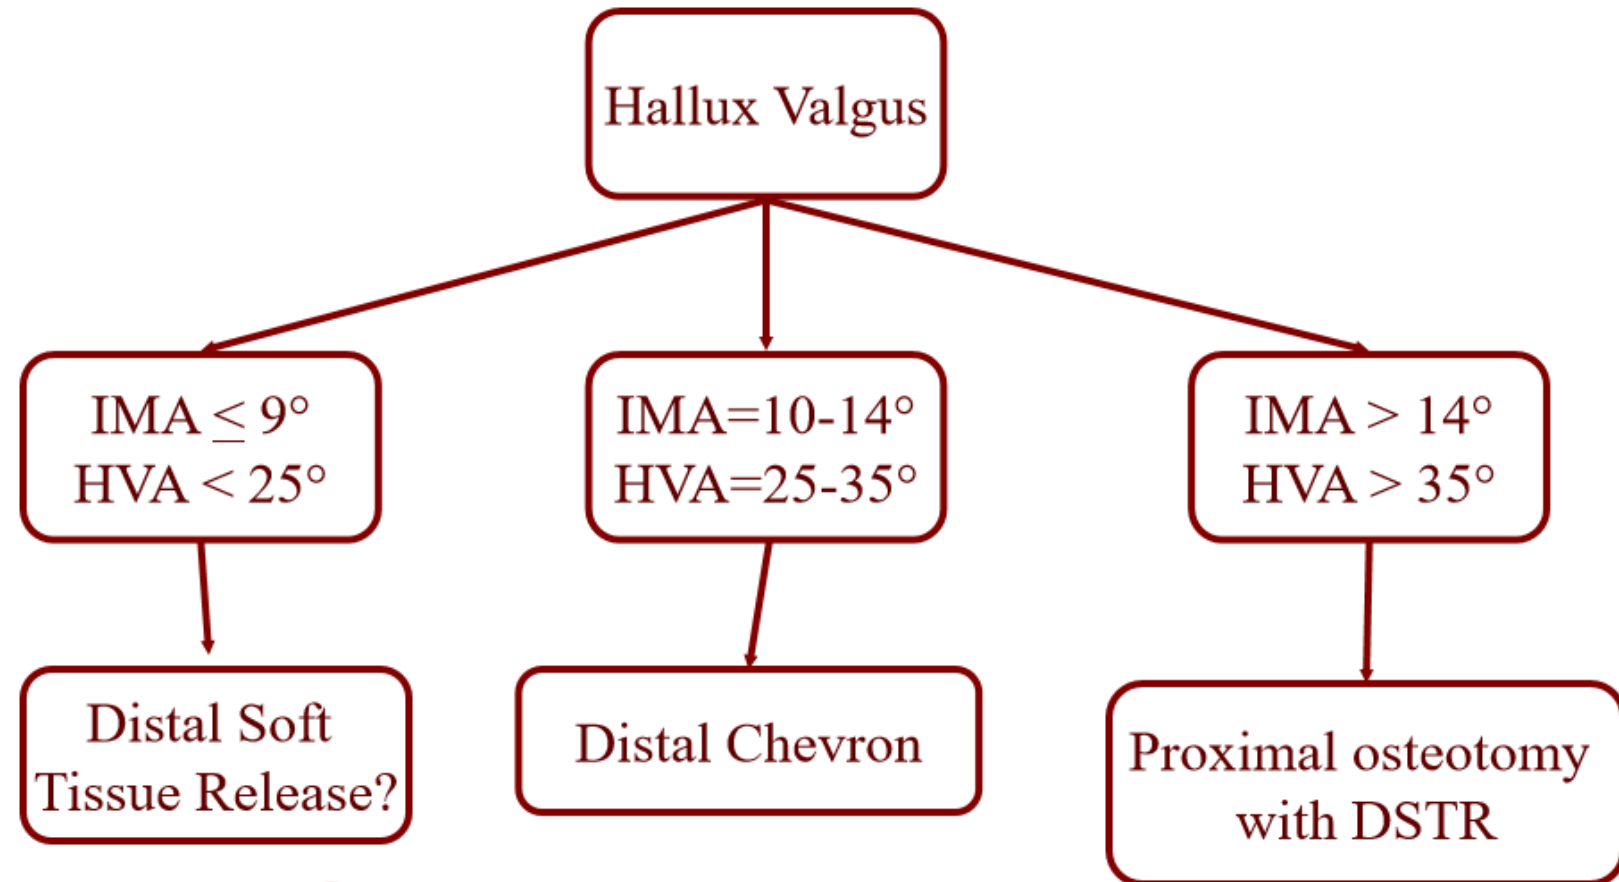 Hallux Valgus
IMA ≤ 9°
HVA < 25°
IMA=10-14°
HVA=25-35°
IMA > 14°
HVA > 35°
Distal Soft
Tissue Release?
Distal Chevron
Proximal osteotomy
with DSTR